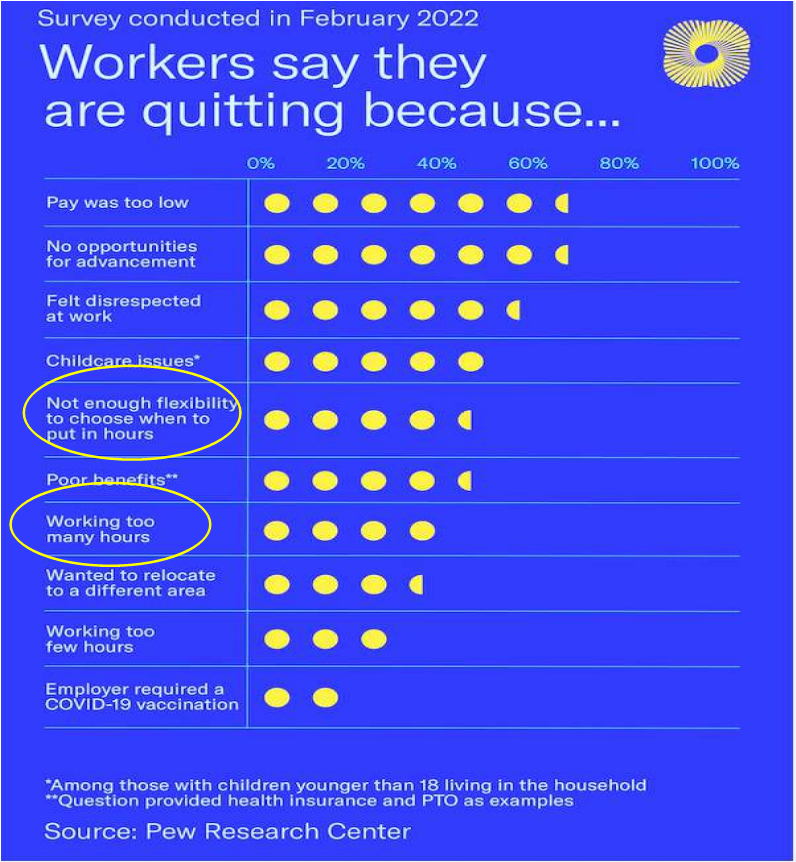 Survey conducted in February 2022
Workers say they
are quitting because...
0% 20% 40% 60% 80% 100%
Pay was too low
No opportunities
for advancement
Felt disrespected
at work
Childcare issues*
Not enough flexibility
to choose when to
put in hours
Poor benefits**
Working too
many hours
Wanted to relocate
to a different area
Working too
few hours
Employer required a
COVID-19 vaccination
*Among those with children younger than 18 living in the household
**Question provided health insurance and PTO as examples
Source: Pew Research Center